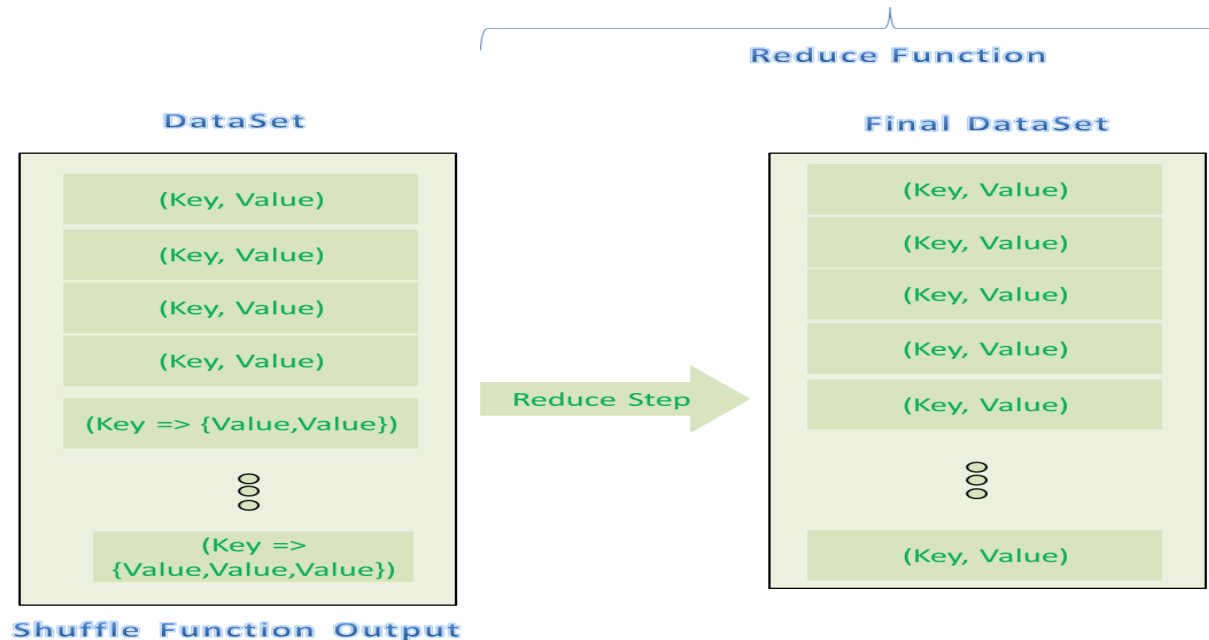 Reduce Function
DataSet
(Key, Value)
(Key, Value)
(Key, Value)
(Key, Value)
(Key => {Value,Value})
(Key =>
{Value,Value,Value})
Shuffle Function Output
Reduce Step
Final DataSet
(Key, Value)
(Key, Value)
(Key, Value)
(Key, Value)
(Key, Value)
(Key, Value)